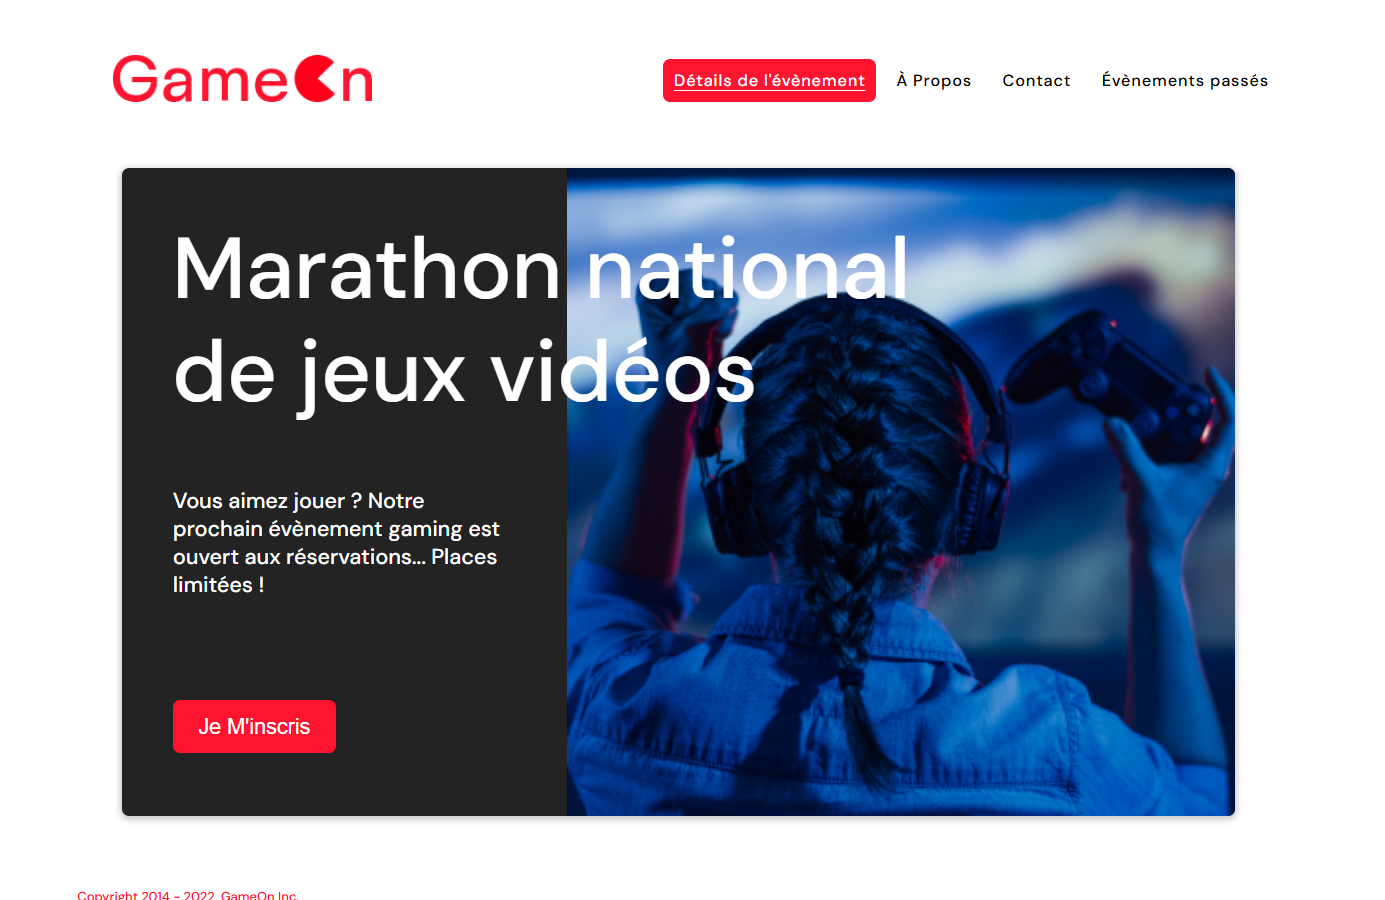 GameOn
Détails de l'évènement À Propos Contact Évènements passés
Marathon national
de jeux vidéos
Vous aimez jouer ? Notre
prochain évènement gaming est
ouvert aux réservations... Places
limitées !
Je M'inscris
Copyright 2014 - 2022, GameOn Inc.